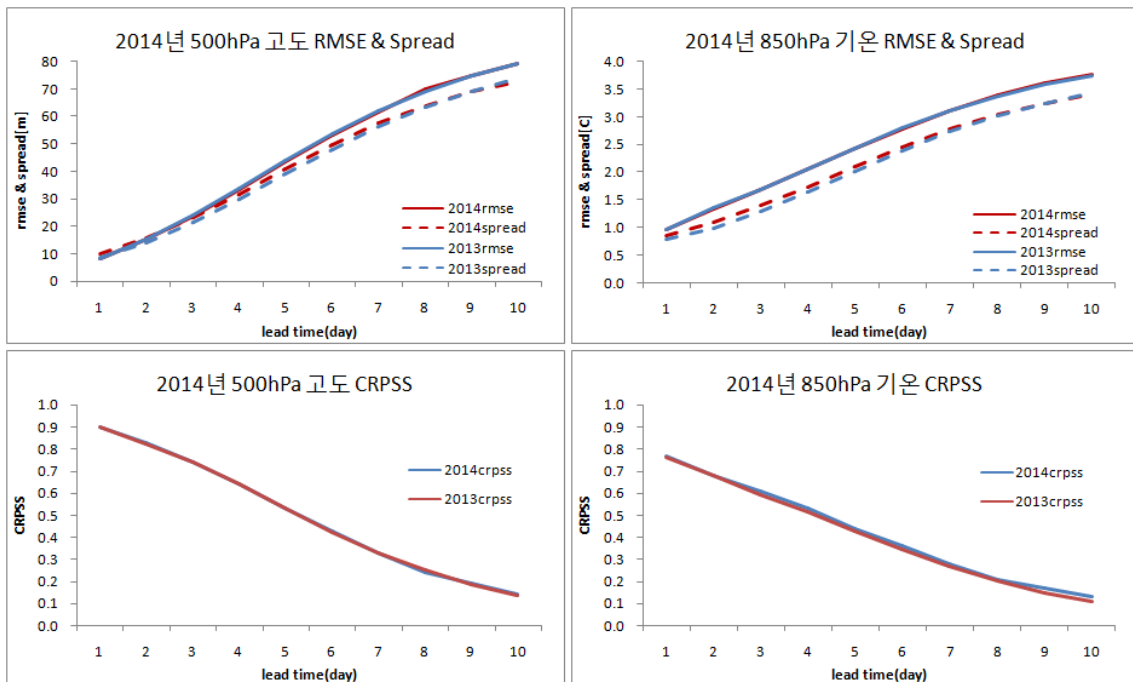 2014년 500hPa 고도 RMSE & Spread
rmse & spread[m]
80
70
60
50
40
30
20
10
0
2014rmse
2014spread
2013rmse
2013spread
1 2 3 4 5 6 7 8 9 10
lead time(day)
2014년 850hPa 기온 RMSE & Spread
rmse & spread[C]
4.0
3.5
3.0
2.5
2.0
1.5
1.0
0.5
0.0
2014rmse
2014spread
2013rmse
2013spread
1 2 3 4 5 6 7 8 9 10
lead time(day)
2014년 500hPa 고도 CRPSS
CRPSS
1.0
0.9
0.8
0.7
0.6
0.5
0.4
0.3
0.2
0.1
0.0
2014crpss
2013crpss
1 2 3 4 5 6 7 8 9 10
lead time(day)
2014년 850hPa 기온 CRPSS
CRPSS
1.0
0.9
0.8
0.7
0.6
0.5
0.4
0.3
0.2
0.1
0.0
2014crpss
2013crpss
1 2 3 4 5 6 7 8 9 10
lead time(day)